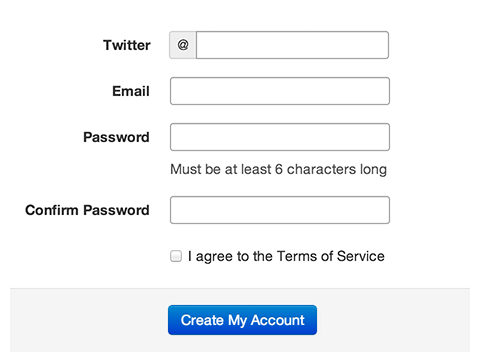 Twitter @
Email
Password
Must be at least 6 characters long
Confirm Password
I agree to the Terms of Service
Create My Account